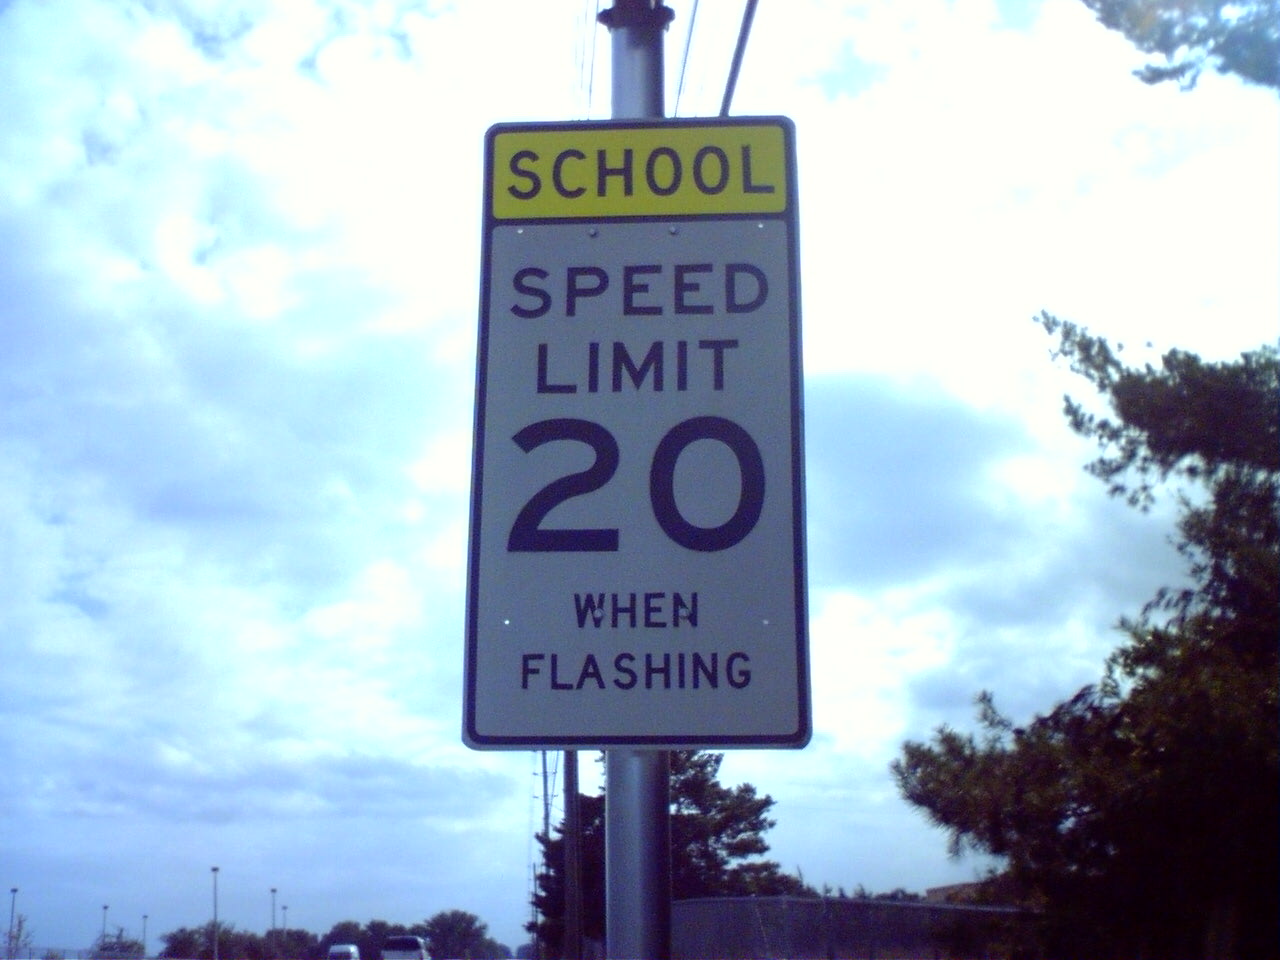 SCHOOL
SPEED
LIMIT
20
WHEN
FLASHING